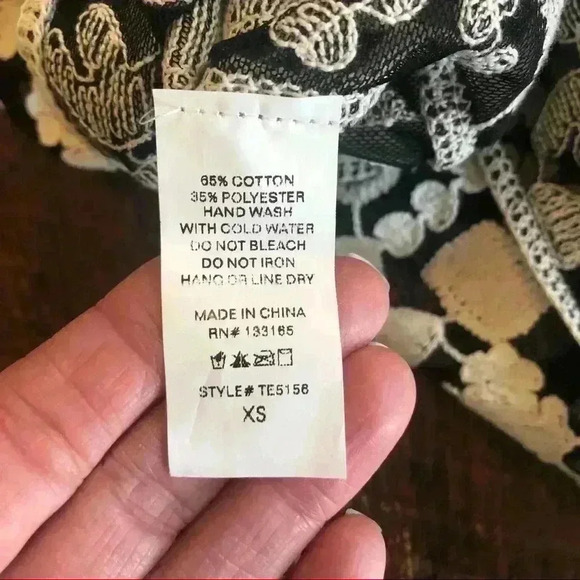 65% COTTON
35% POLYESTER
HAND WASH
WITH COLD WATER
DO NOT BLEACH
DO NOT IRON
HANG OR LINE DRY
MADE IN CHINA
RN# 133165
STYLE# TE5156
XS